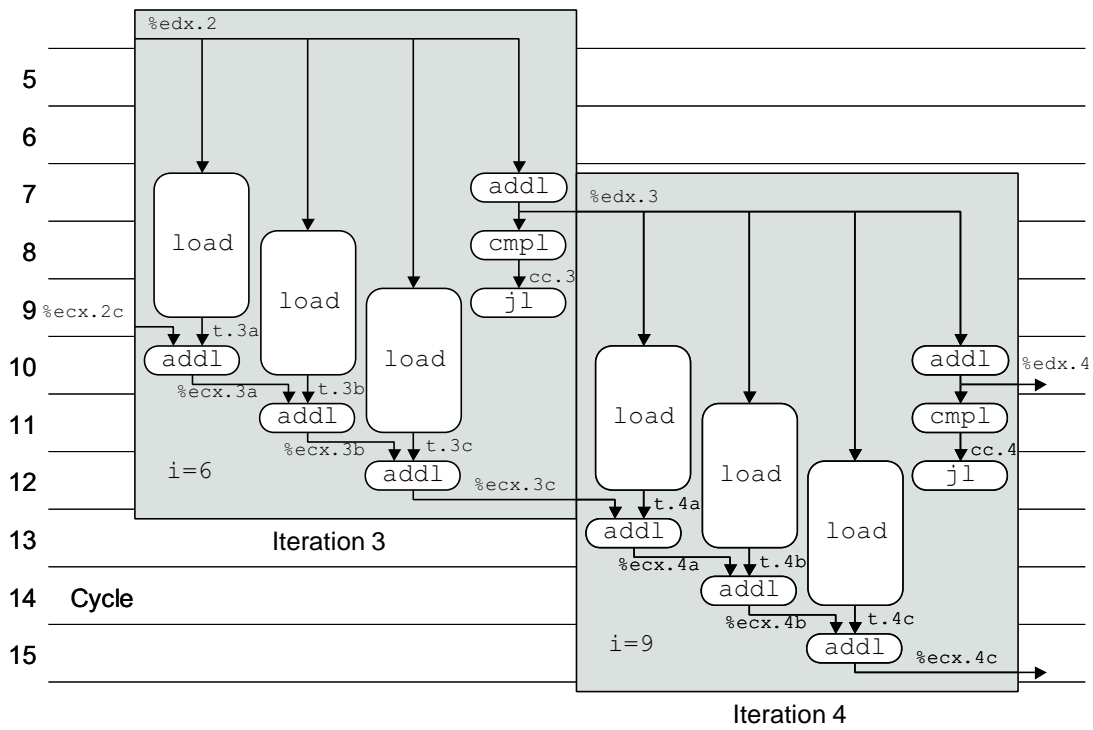 %edx.2
5
6
7 addl %edx.3
load cmpl
8
load cc.3
9 %ecx.2c jl
t.3a load
10 addl addl %edx.4
%ecx.3a t.3b
11 addl load cmpl
%ecx.3b t.3c cc.4
12 i=6 addl %ecx.3c load jl
t.4a
13 Iteration 3 addl load
%ecx.4a t.4b
14 Cycle addl
%ecx.4b t.4c
15 i=9 addl %ecx.4c
Iteration 4